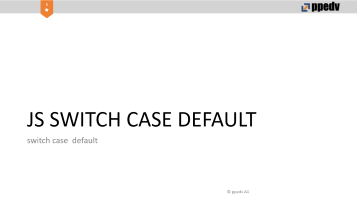 ppedv
JS SWITCH CASE DEFAULT
switch case default
© ppedv AG